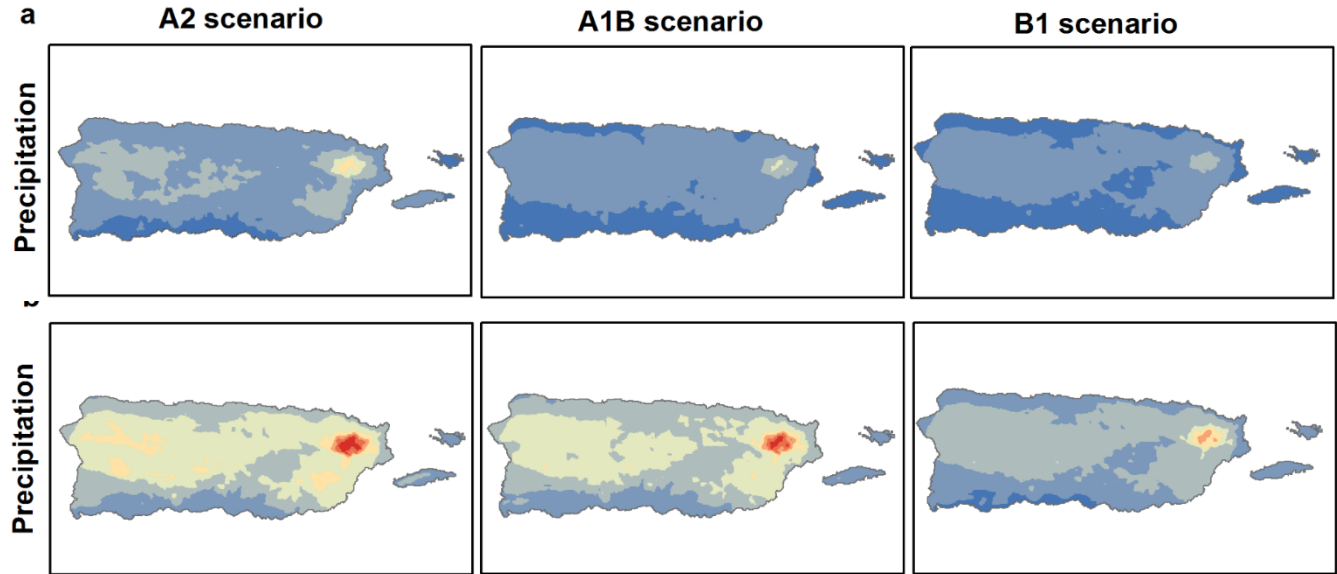 a
A2 scenario
A1B scenario
B1 scenario
Precipitation
Precipitation